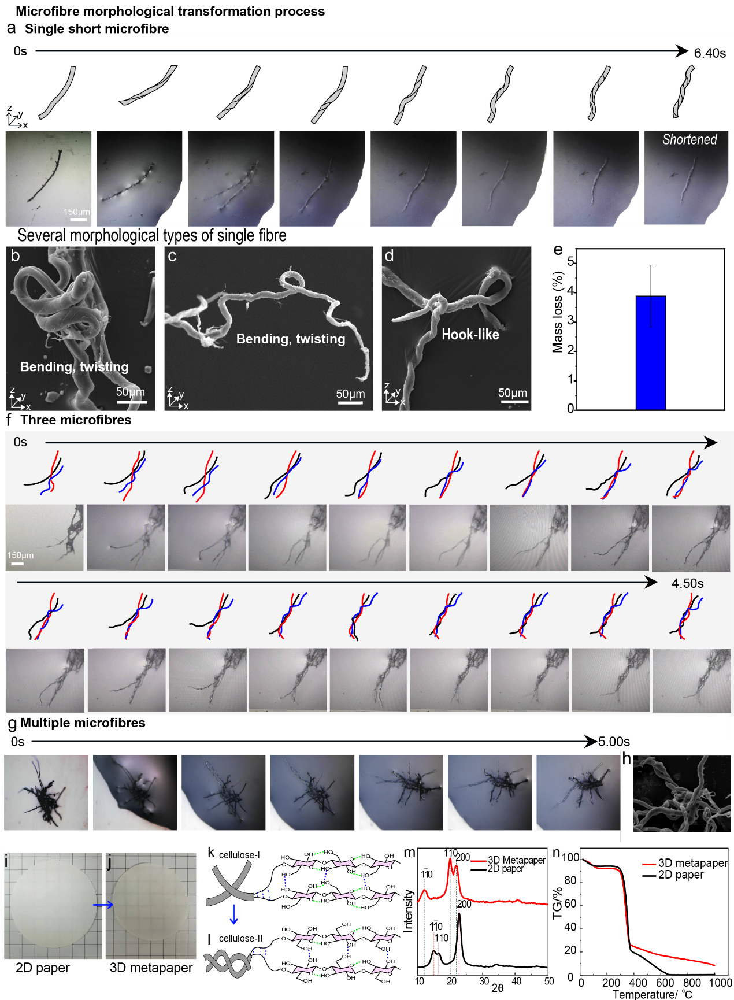 Microfibre morphological transformation process
a Single short microfibre
0s
6.40s
z
y
x
Shortened
150μm
Several morphological types of single fibre
b
Bending, twisting
z
y
x
50μm
c
Bending, twisting
z
y
x
50μm
d
Hook-like
z
y
x
50μm
e
Mass loss (%)
5
4
3
2
1
0
f Three microfibres
0s
150μm
4.50s
g Multiple microfibres
0s
5.00s
h
i
2D paper
j
3D metapaper
k
cellulose-I
l
cellulose-II
m
110
200
3D Metapaper
2D paper
11̅0
200
11̅0
110
Intensity
10 20 30 40 50
2θ
n
100
80
60
40
20
0
TG/%
3D metapaper
2D paper
0 200 400 600 800 1000
Temperature/ °C